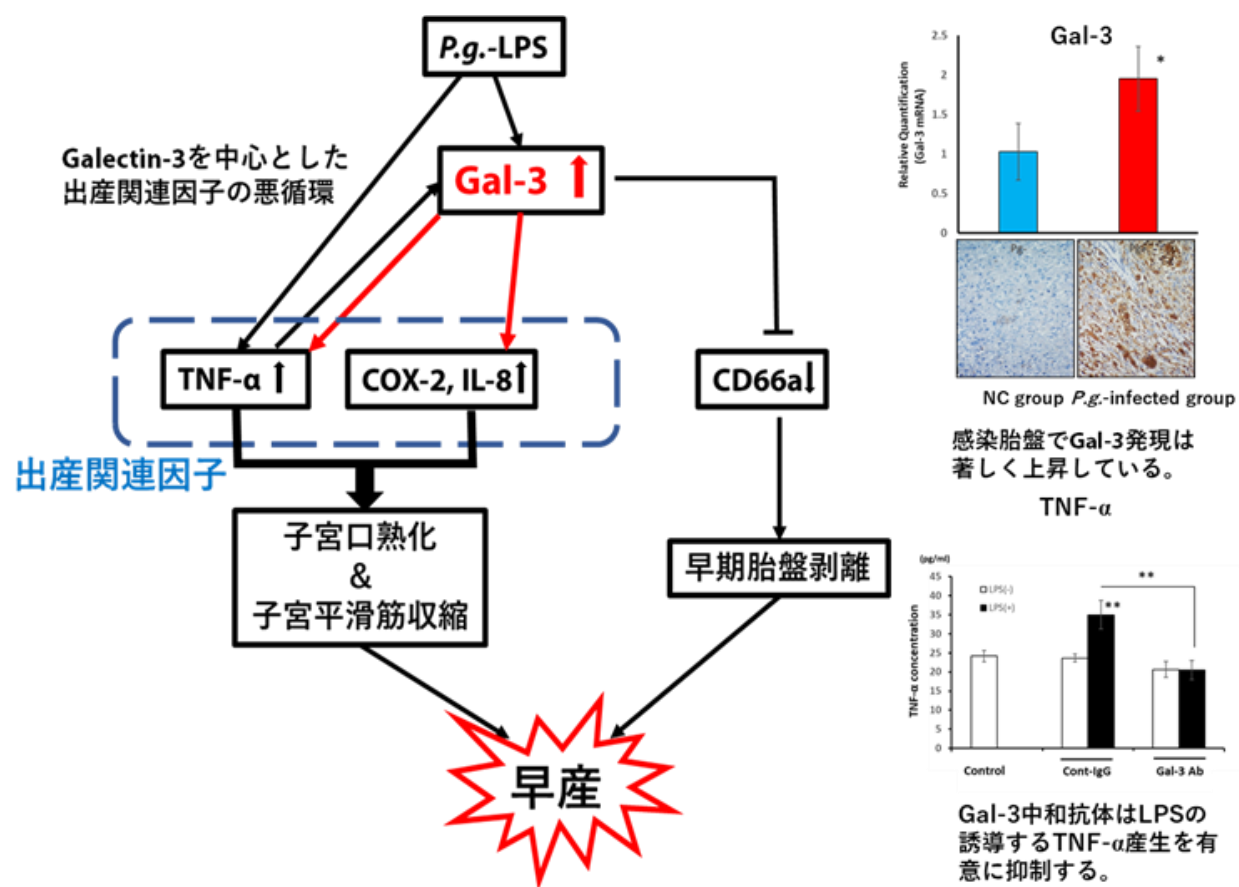 P.g.-LPS
Galectin-3を中心とした
出産関連因子の悪循環
Gal-3 ↑
TNF-α ↑
COX-2, IL-8↑
CD66a↓
出産関連因子
子宮口熟化
&
子宮平滑筋収縮
早期胎盤剥離
早産
Gal-3
Relative Quantification
(Gal-3 mRNA)
2.5
2
1.5
1
0.5
0
*
NC group P.g.-infected group
感染胎盤でGal-3発現は
著しく上昇している。
TNF-α
(pg/ml)
TNF-α concentration
45
40
35
30
25
20
15
10
5
0
LPS(-)
LPS(+)
**
**
Control Cont-IgG Gal-3 Ab
Gal-3中和抗体はLPSの
誘導するTNF-α産生を有
意に抑制する。